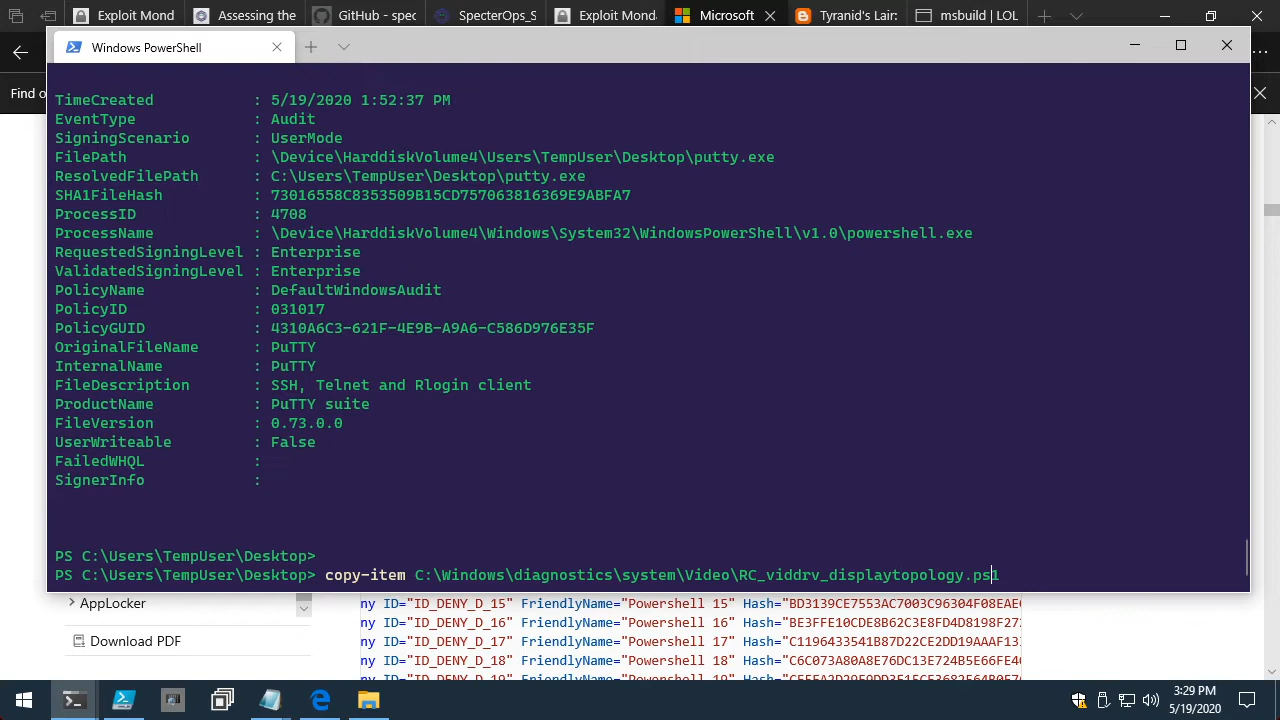 Exploit Mond
Assessing the
GitHub - spec
SpecterOps_S
Exploit Mond
Microsoft
Tyranid's Lair:
msbuild | LOL
Windows PowerShell
Find o
TimeCreated : 5/19/2020 1:52:37 PM
EventType : Audit
SigningScenario : UserMode
FilePath : \Device\HarddiskVolume4\Users\TempUser\Desktop\putty.exe
ResolvedFilePath : C:\Users\TempUser\Desktop\putty.exe
SHA1FileHash : 73016558C8353509B15CD757063816369E9ABFA7
ProcessID : 4708
ProcessName : \Device\HarddiskVolume4\Windows\System32\WindowsPowerShell\v1.0\powershell.exe
RequestedSigningLevel : Enterprise
ValidatedSigningLevel : Enterprise
PolicyName : DefaultWindowsAudit
PolicyID : 031017
PolicyGUID : 4310A6C3-621F-4E9B-A9A6-C586D976E35F
OriginalFileName : PuTTY
InternalName : PuTTY
FileDescription : SSH, Telnet and Rlogin client
ProductName : PuTTY suite
FileVersion : 0.73.0.0
UserWriteable : False
FailedWHQL :
SignerInfo :
PS C:\Users\TempUser\Desktop>
PS C:\Users\TempUser\Desktop> copy-item C:\Windows\diagnostics\system\Video\RC_viddrv_displaytopology.ps1
AppLocker
Download PDF
ny ID="ID_DENY_D_15" FriendlyName="Powershell 15" Hash="BD3139CE7553AC7003C96304F08EAE
ny ID="ID_DENY_D_16" FriendlyName="Powershell 16" Hash="BE3FFE10CDE8B62C3E8FD4D8198F272
ny ID="ID_DENY_D_17" FriendlyName="Powershell 17" Hash="C1196433541B87D22CE2DD19AAAF13
ny ID="ID_DENY_D_18" FriendlyName="Powershell 18" Hash="C6C073A80A8E76DC13E724B5E66FE4
3:29 PM
5/19/2020